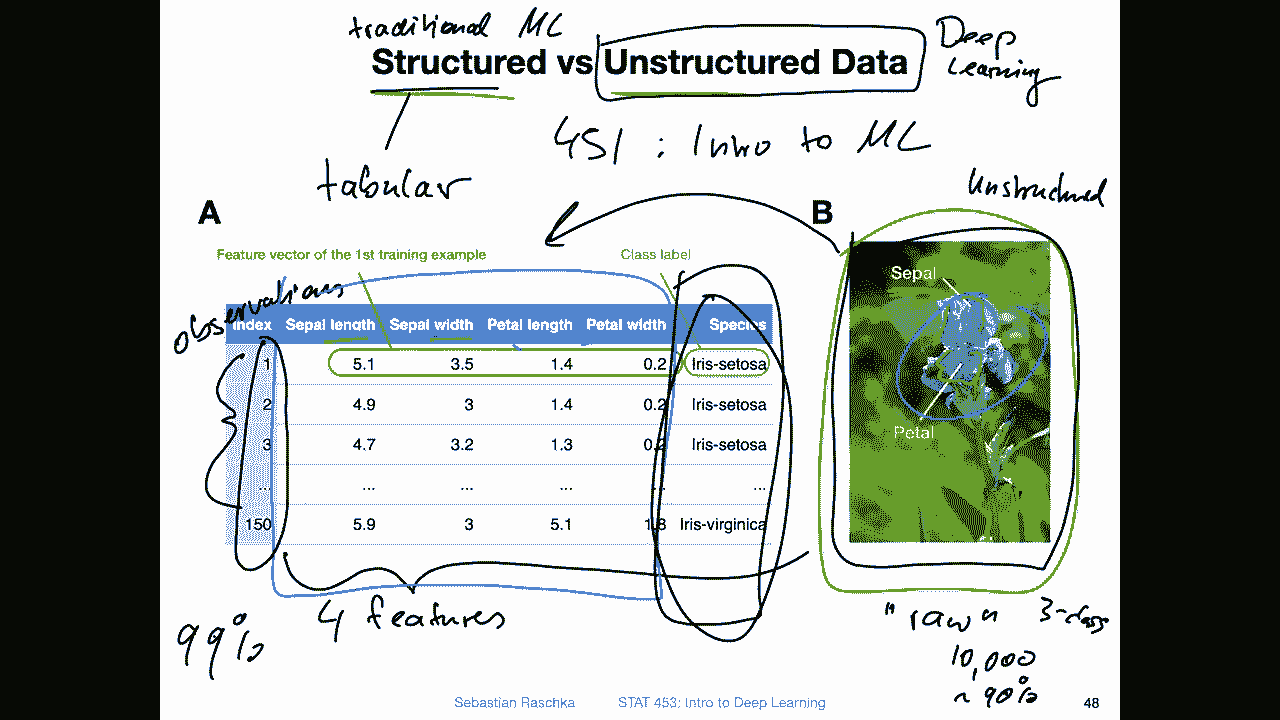 traditional ML
Structured vs Unstructured Data
Deep Learning
451 : Intro to ML
tabular
Unstructured
A
B
Feature vector of the 1st training example
Class label
observations
Index Sepal length Sepal width Petal length Petal width Species
1 5.1 3.5 1.4 0.2 Iris-setosa
2 4.9 3 1.4 0.2 Iris-setosa
3 4.7 3.2 1.3 0.2 Iris-setosa
... ... ... ... ... ...
150 5.9 3 5.1 1.8 Iris-virginica
Sepal
Petal
4 features
99%
"raw" 3-class
10,000
~90%
Sebastian Raschka STAT 453: Intro to Deep Learning 48